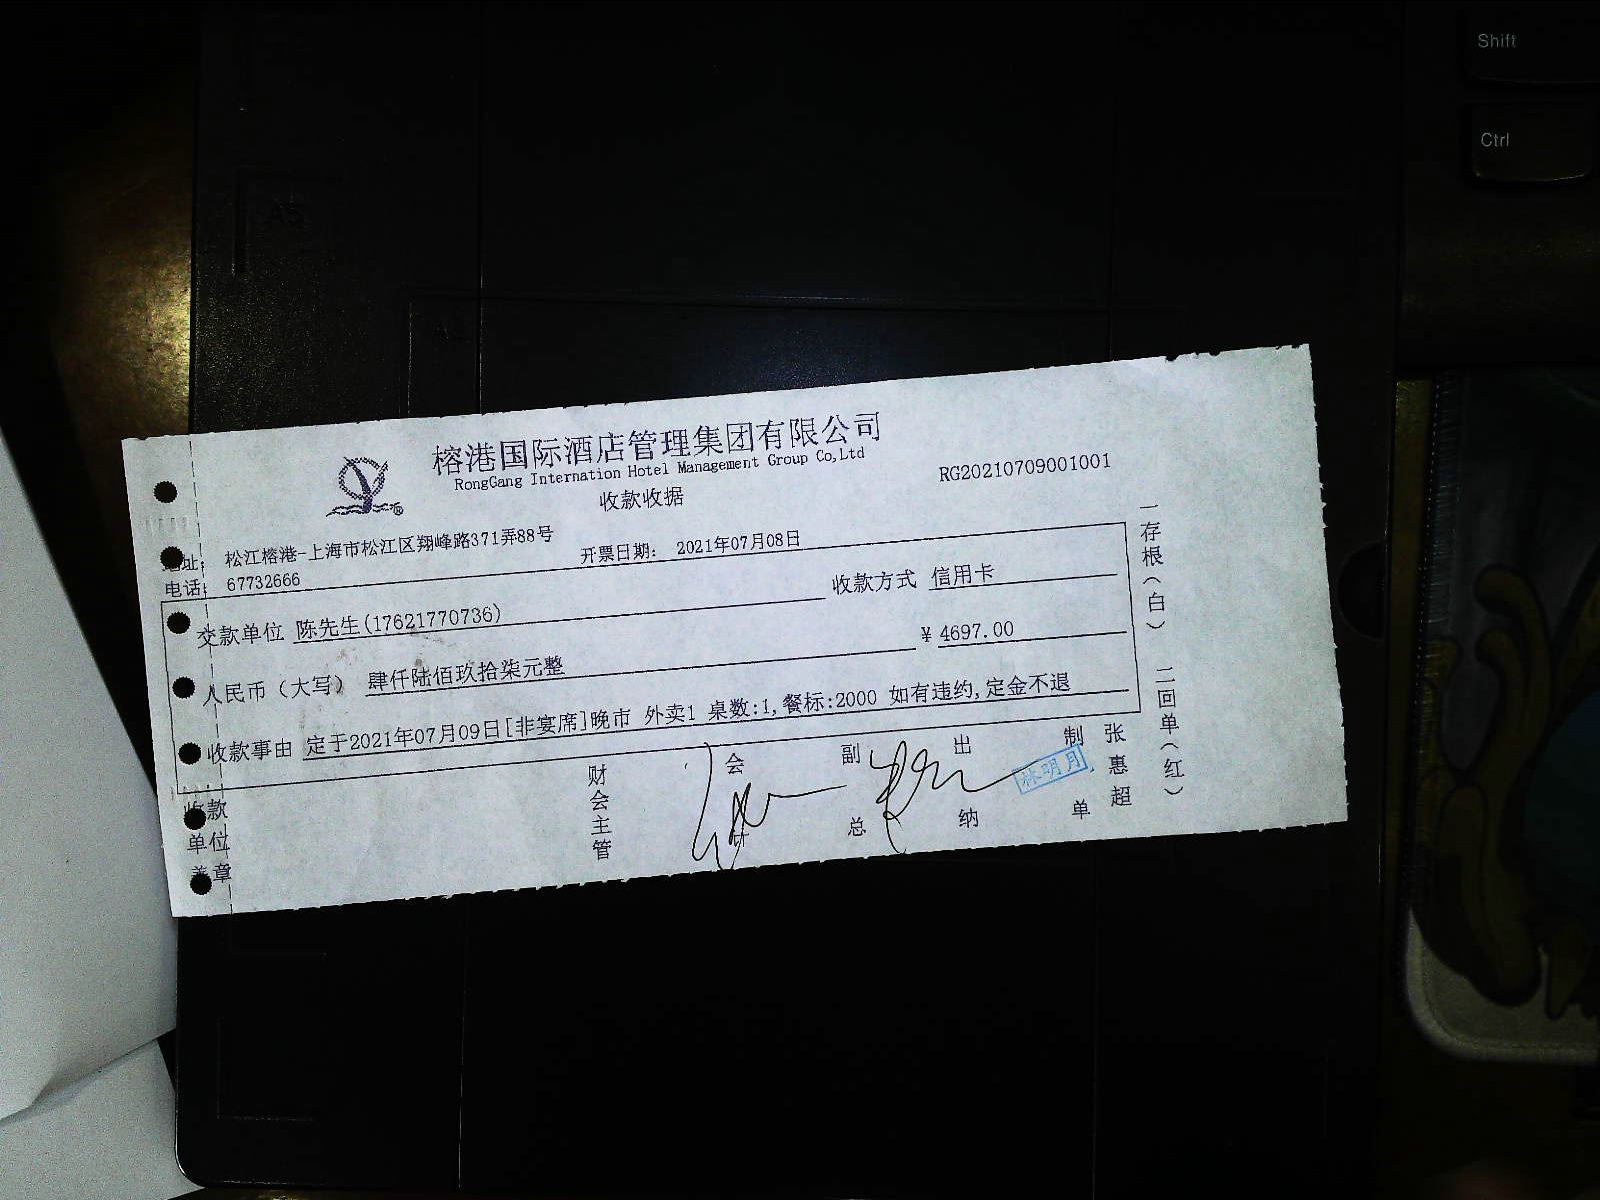 Shift
Ctrl
A5
榕港国际酒店管理集团有限公司
RongGang Internation Hotel Management Group Co,Ltd
收款收据
RG20210709001001
地址: 松江榕港-上海市松江区翔峰路371弄88号
开票日期: 2021年07月08日
电话: 67732666
交款单位 陈先生(17621770736)
收款方式 信用卡
人民币（大写） 肆仟陆佰玖拾柒元整
¥ 4697.00
收款事由 定于2021年07月09日[非宴席]晚市 外卖1 桌数:1,餐标:2000 如有违约,定金不退
收款单位盖章
财会主管
会计
副总
出纳
林明月
制单
张惠超
一存根(白)
二回单(红)